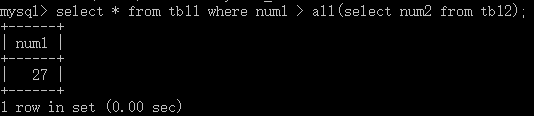 mysql> select * from tbl1 where num1 > all(select num2 from tbl2);
+------+
| num1 |
+------+
|   27 |
+------+
1 row in set (0.00 sec)